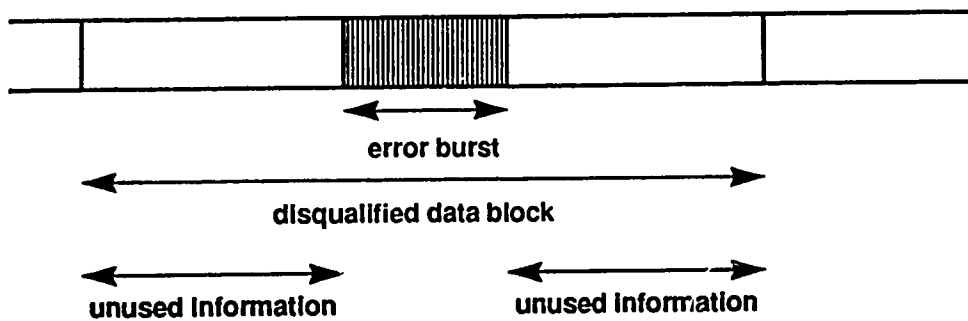 error burst
disqualified data block
unused information
unused information